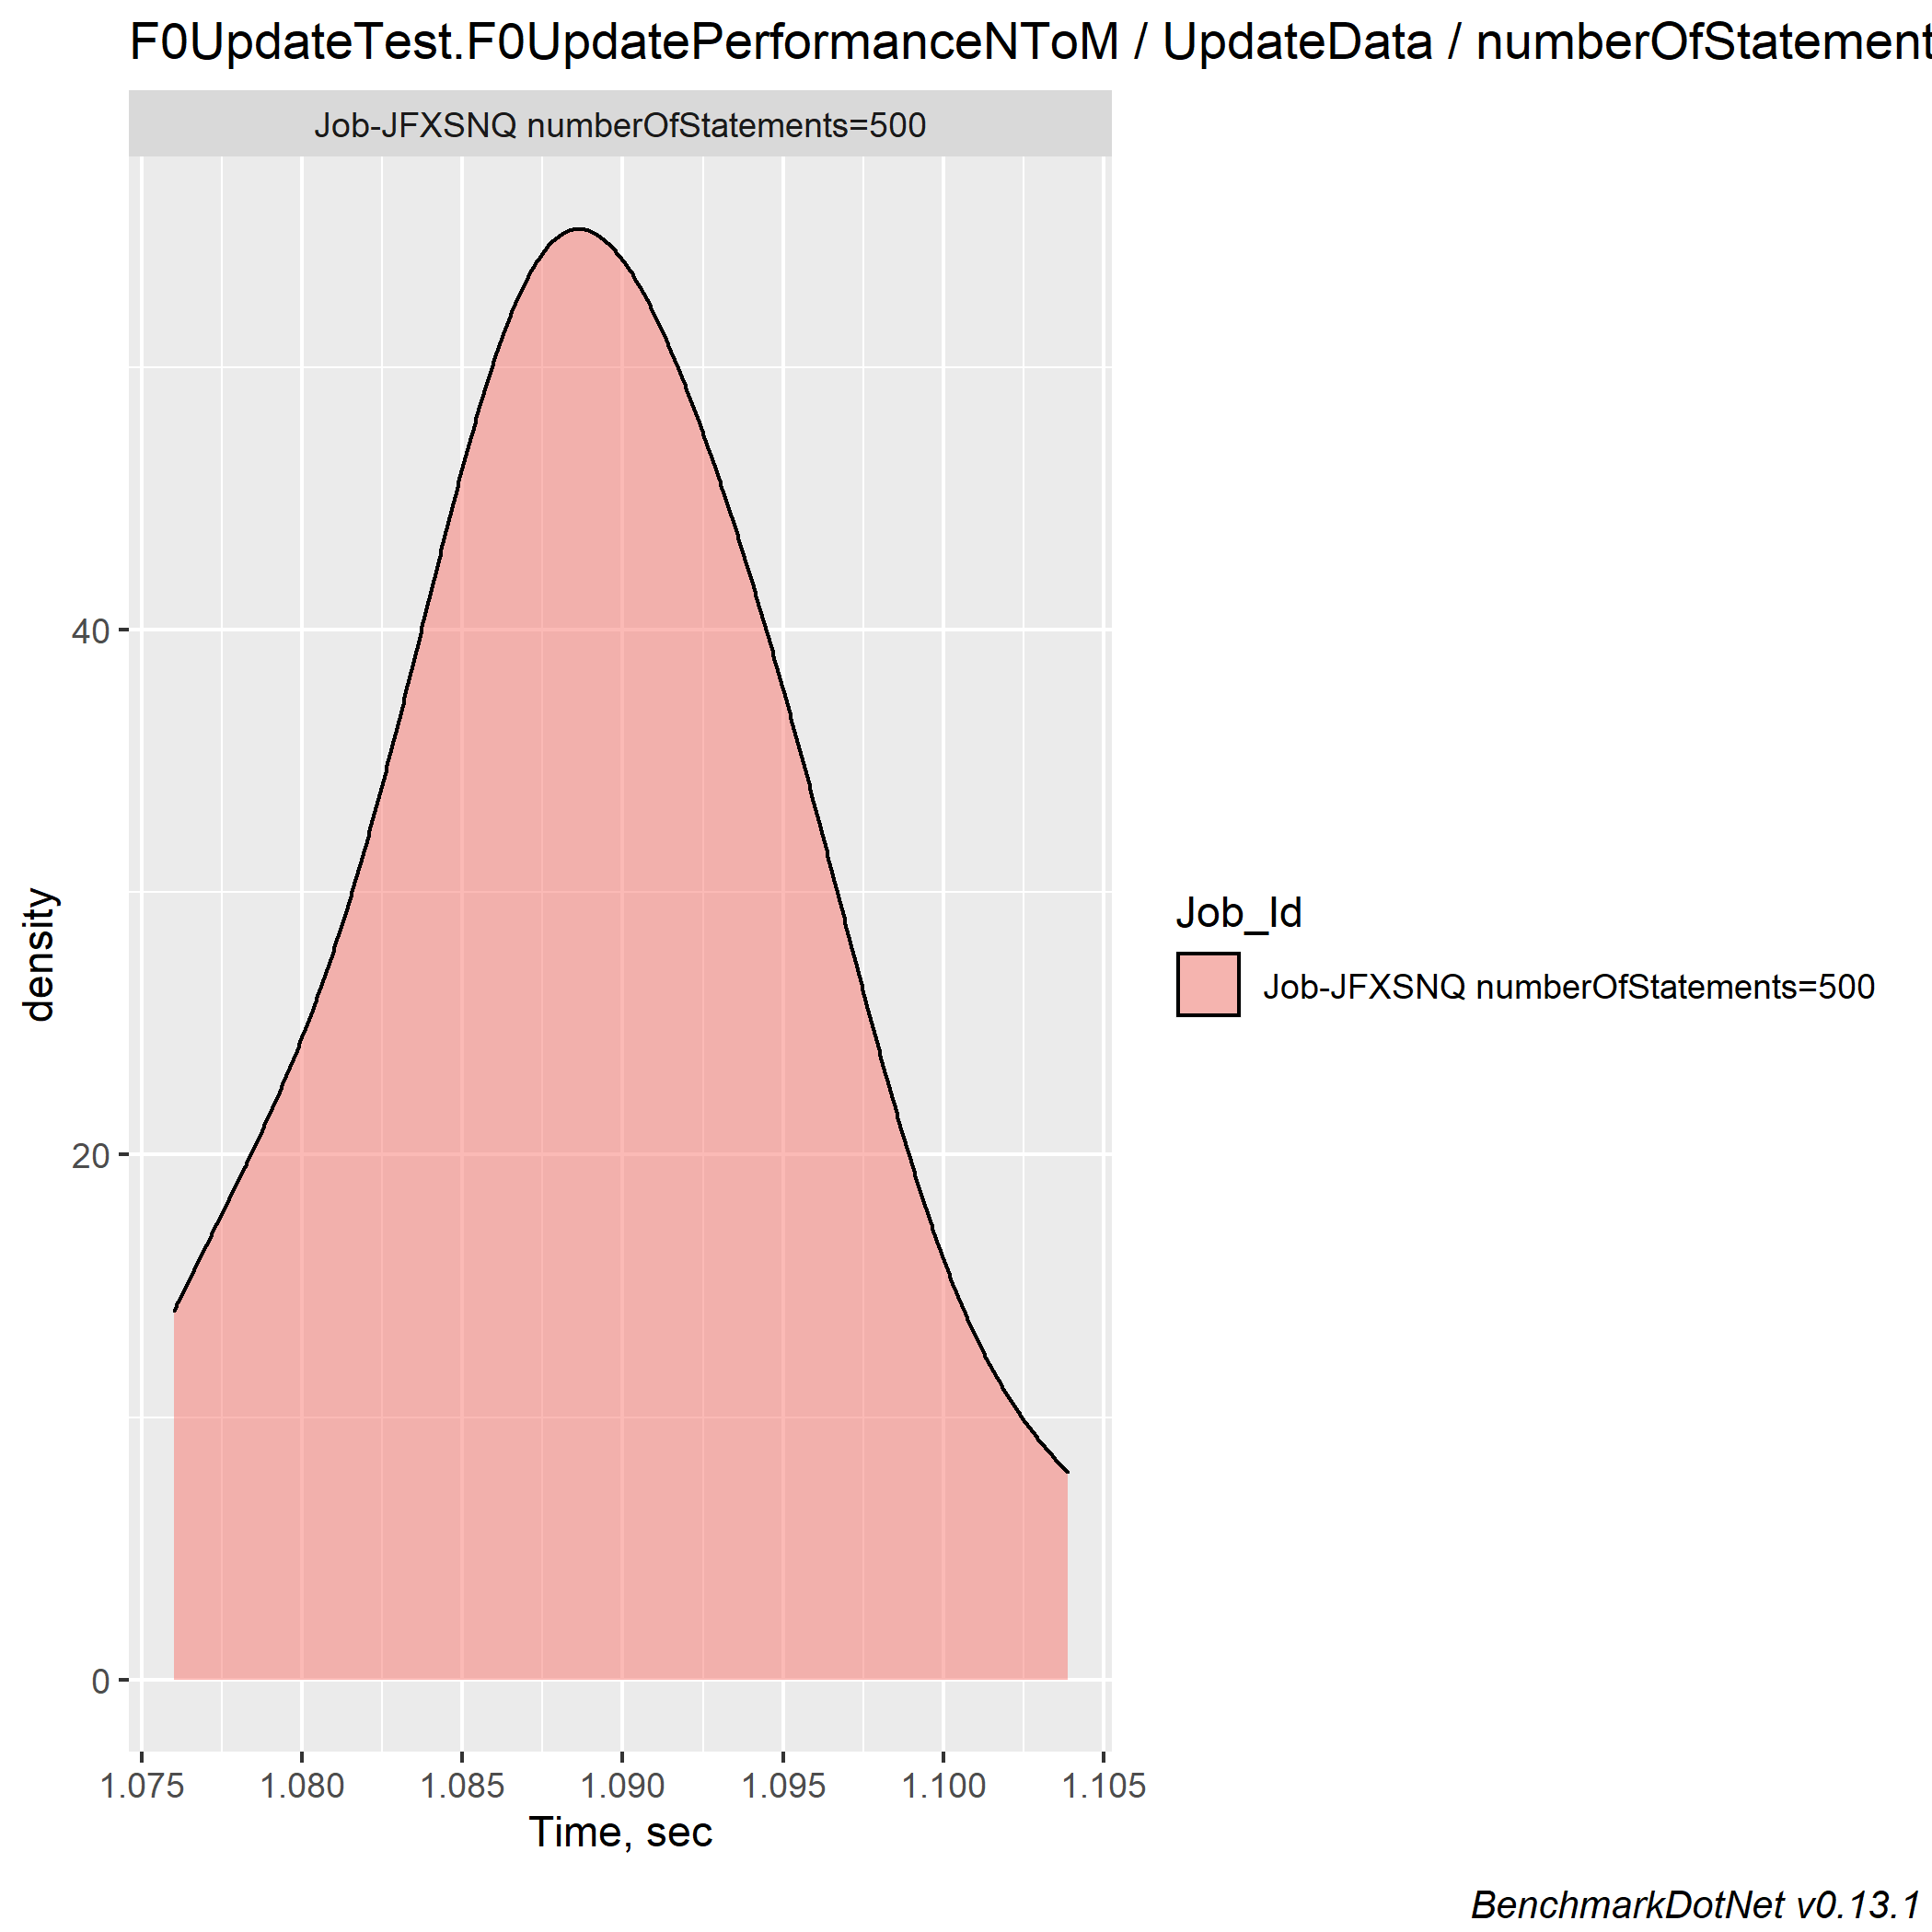 F0UpdateTest.F0UpdatePerformanceNToM / UpdateData / numberOfStatement
Job-JFXSNQ numberOfStatements=500
40
20
0
density
1.075 1.080 1.085 1.090 1.095 1.100 1.105
Time, sec
Job_Id
Job-JFXSNQ numberOfStatements=500
BenchmarkDotNet v0.13.1